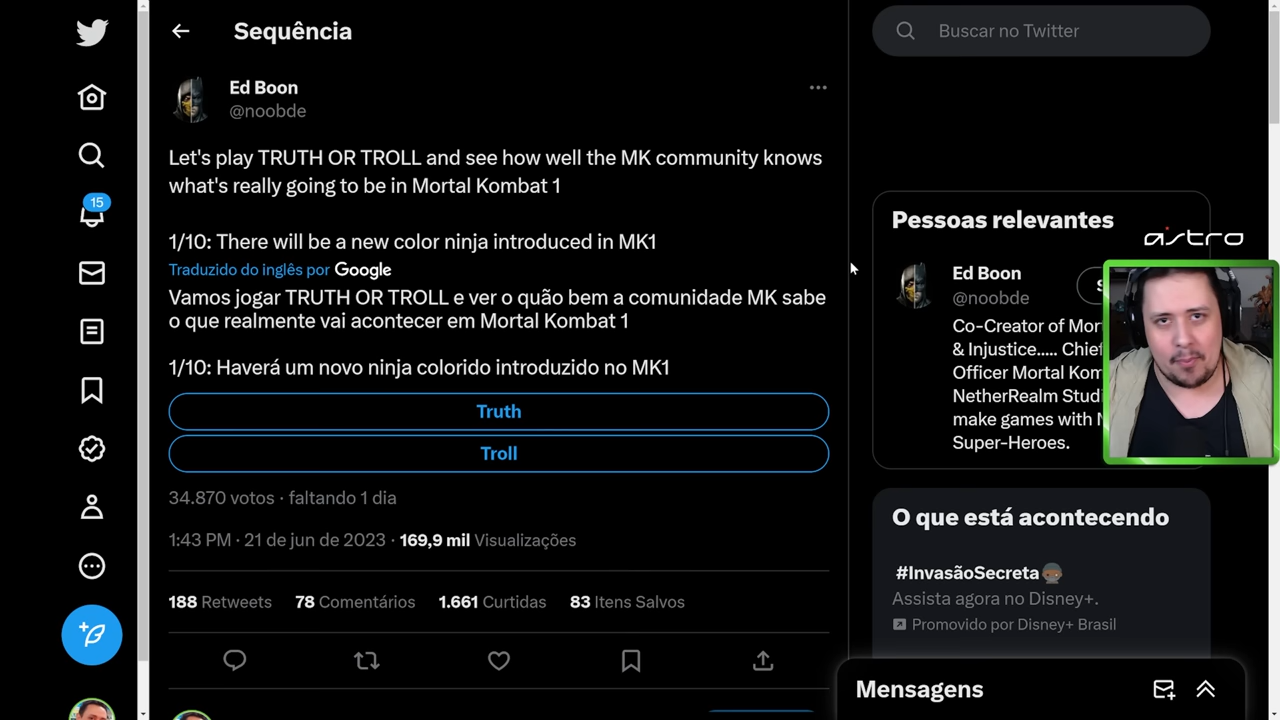 Sequência
Buscar no Twitter
Ed Boon
@noobde
Let's play TRUTH OR TROLL and see how well the MK community knows
what's really going to be in Mortal Kombat 1
1/10: There will be a new color ninja introduced in MK1
Traduzido do inglês por Google
Vamos jogar TRUTH OR TROLL e ver o quão bem a comunidade MK sabe
o que realmente vai acontecer em Mortal Kombat 1
1/10: Haverá um novo ninja colorido introduzido no MK1
Truth
Troll
34.870 votos · faltando 1 dia
1:43 PM · 21 de jun de 2023 · 169,9 mil Visualizações
188 Retweets 78 Comentários 1.661 Curtidas 83 Itens Salvos
15
Pessoas relevantes
astro
Ed Boon
@noobde
S
Co-Creator of Mor
& Injustice..... Chief
Officer Mortal Kom
NetherRealm Studi
make games with N
Super-Heroes.
O que está acontecendo
#InvasãoSecreta
Assista agora no Disney+.
Promovido por Disney+ Brasil
Mensagens